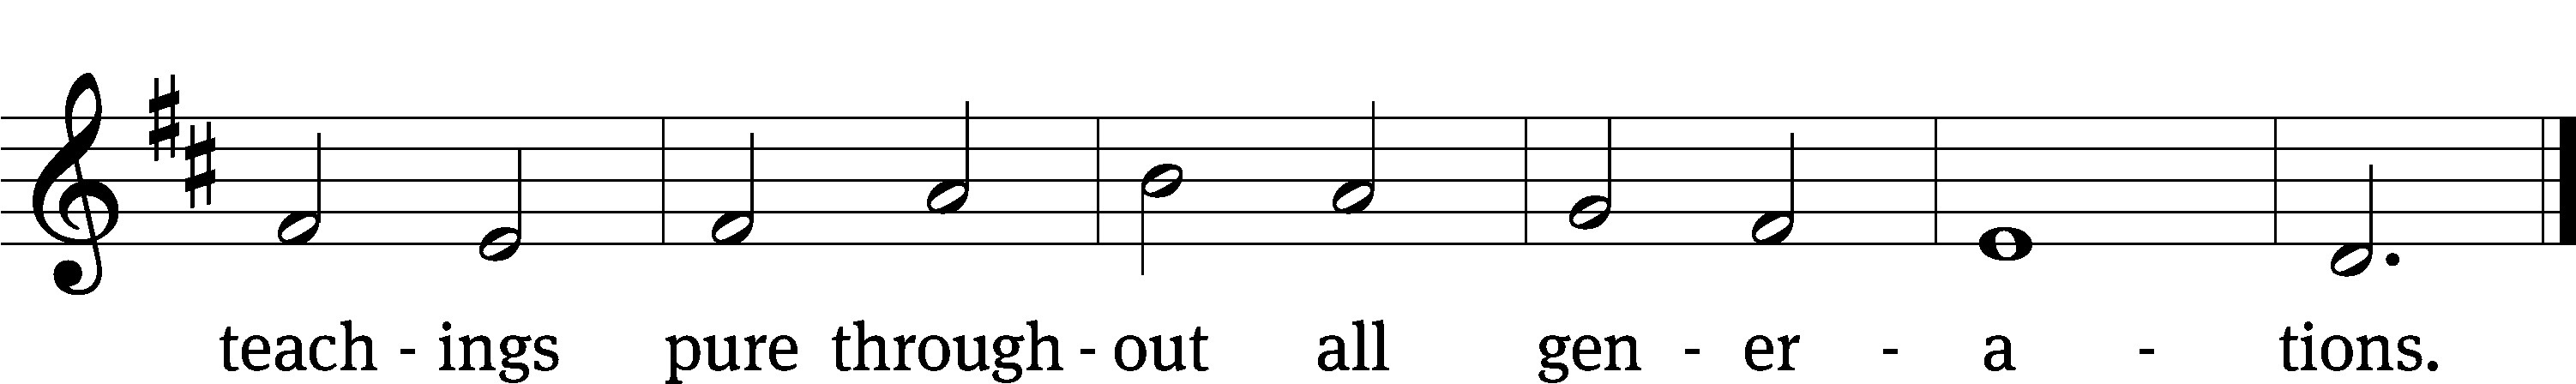 teach - ings pure through - out all gen - er - a - tions.